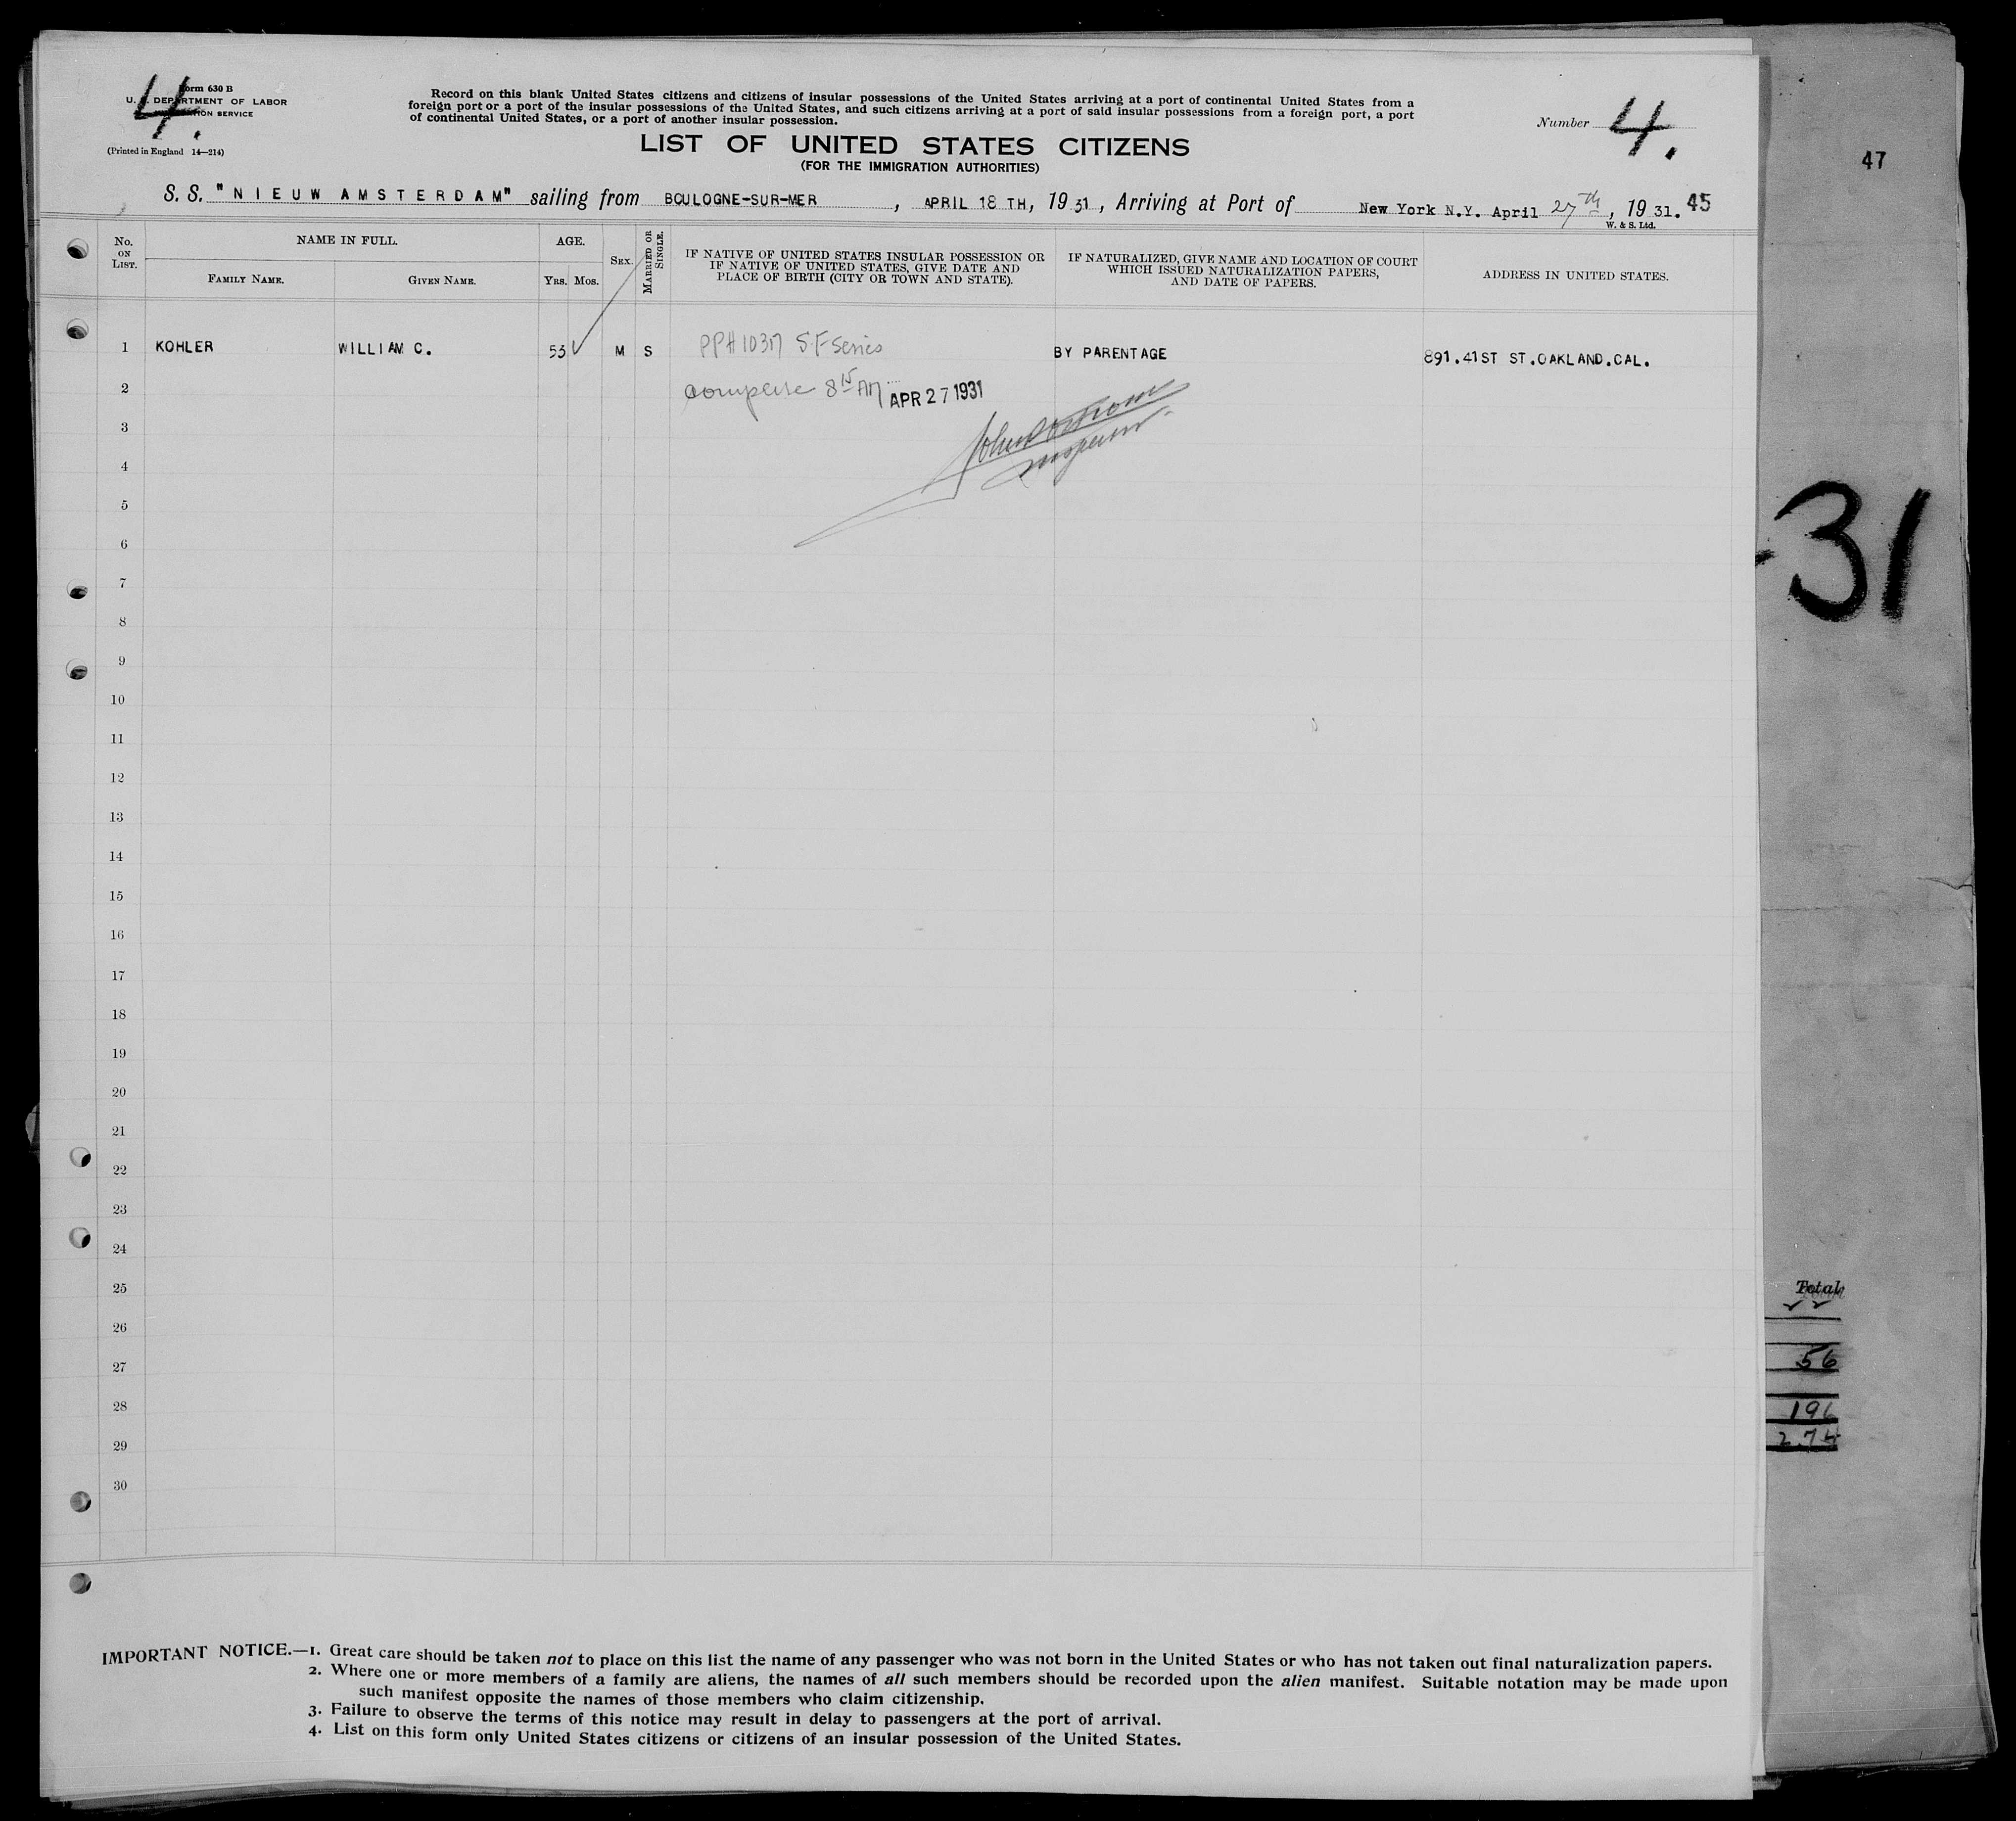 4.
Form 630 B
U. S. DEPARTMENT OF LABOR
SERVICE
(Printed in England 14—214)
Record on this blank United States citizens and citizens of insular possessions of the United States arriving at a port of continental United States from a
foreign port or a port of the insular possessions of the United States, and such citizens arriving at a port of said insular possessions from a foreign port, a port
of continental United States, or a port of another insular possession.
Number 4.
47
LIST OF UNITED STATES CITIZENS
(FOR THE IMMIGRATION AUTHORITIES)
S. S. "NIEUW AMSTERDAM" sailing from BOULOGNE-SUR-MER, APRIL 18 TH, 19 31, Arriving at Port of New York N.Y. April 27th, 19 31. 45
W. & S. Ltd.
No. ON LIST.
NAME IN FULL.
FAMILY NAME.
GIVEN NAME.
AGE.
YRS. MOS.
SEX.
MARRIED OR SINGLE.
IF NATIVE OF UNITED STATES INSULAR POSSESSION OR
IF NATIVE OF UNITED STATES, GIVE DATE AND
PLACE OF BIRTH (CITY OR TOWN AND STATE).
IF NATURALIZED, GIVE NAME AND LOCATION OF COURT
WHICH ISSUED NATURALIZATION PAPERS,
AND DATE OF PAPERS.
ADDRESS IN UNITED STATES.
1 KOHLER WILLIAM C. 53 M S S.F Series BY PARENTAGE 891.41ST ST.OAKLAND.CAL.
2 8 15 AM APR 27 1931
Inspector
3
4
5
6
7
8
9
10
11
12
13
14
15
16
17
18
19
20
21
22
23
24
25
26
27
28
29
30
-31
Total
56
196
274
IMPORTANT NOTICE.—1. Great care should be taken not to place on this list the name of any passenger who was not born in the United States or who has not taken out final naturalization papers.
2. Where one or more members of a family are aliens, the names of all such members should be recorded upon the alien manifest. Suitable notation may be made upon
such manifest opposite the names of those members who claim citizenship.
3. Failure to observe the terms of this notice may result in delay to passengers at the port of arrival.
4. List on this form only United States citizens or citizens of an insular possession of the United States.